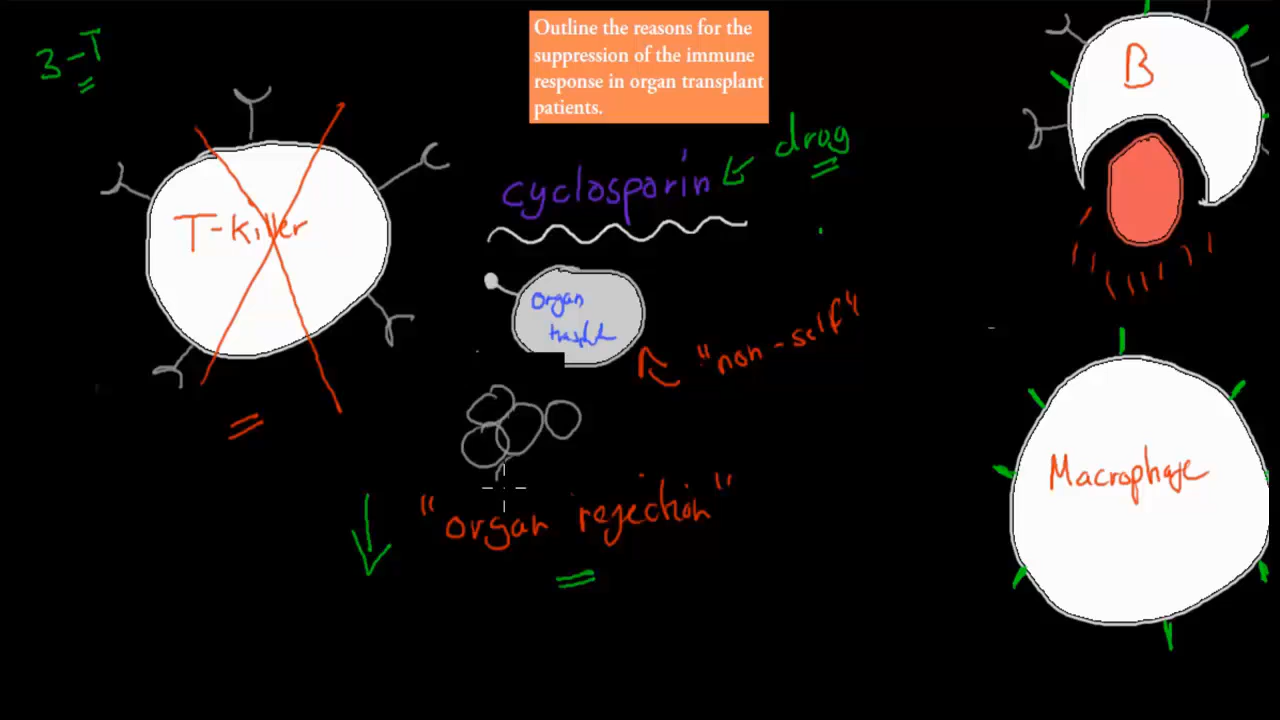 Outline the reasons for the
suppression of the immune
response in organ transplant
patients.
3-T
B
drog
cyclosporin
T-killer
organ
"non-self"
Macrophage
"organ rejection"